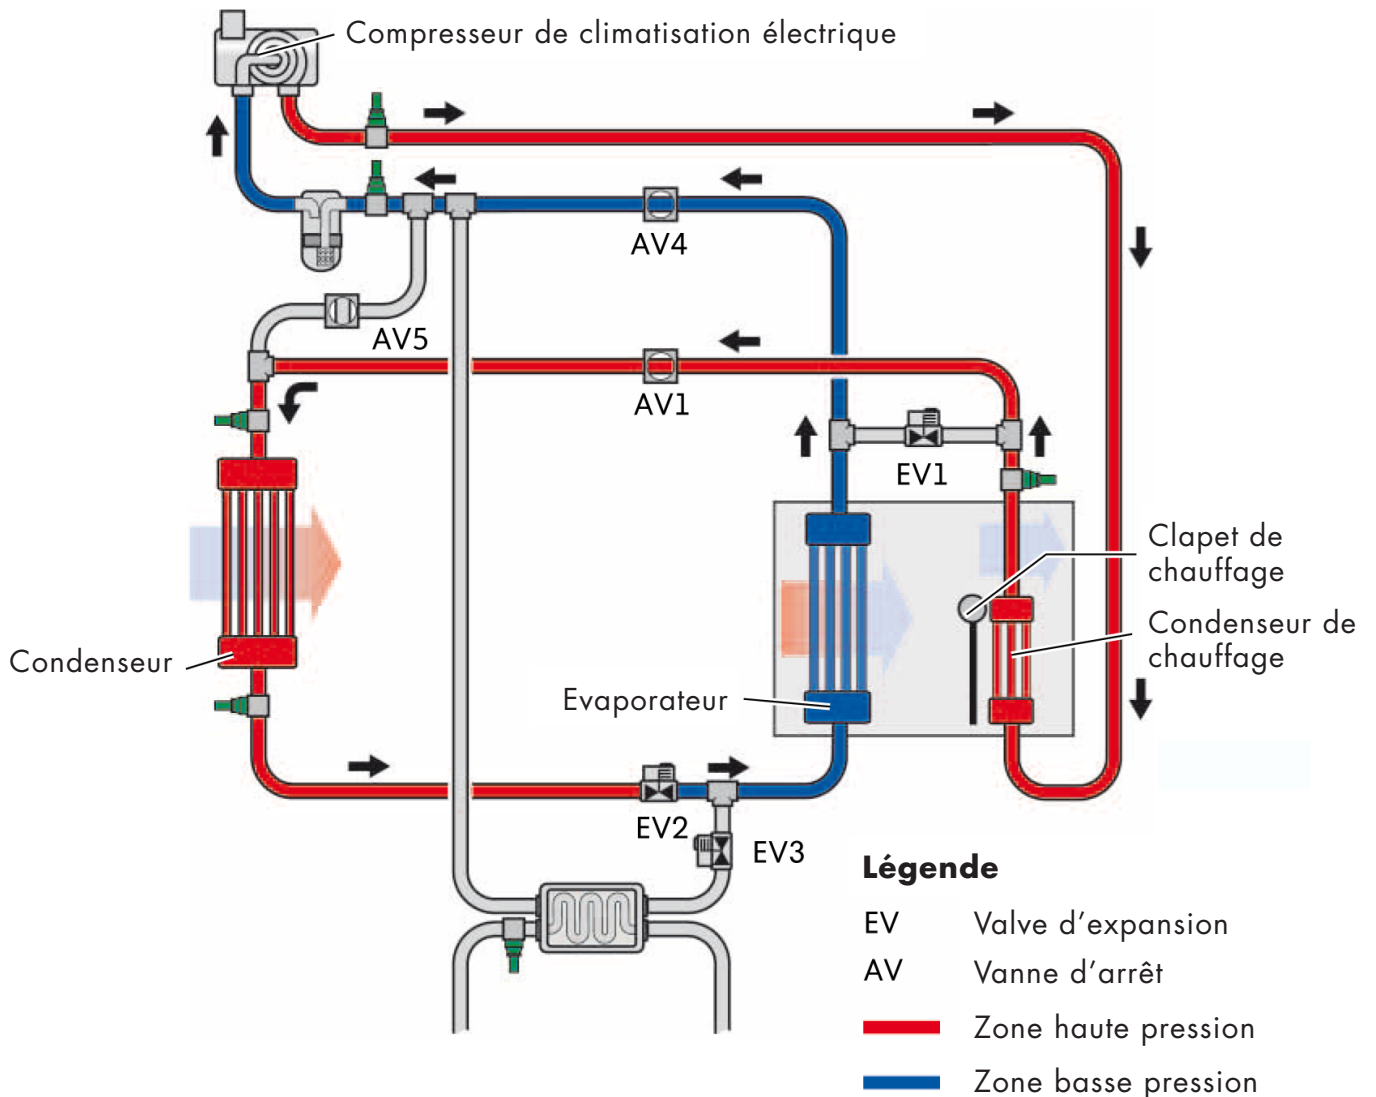 Compresseur de climatisation électrique
AV4
AV5
AV1
EV1
Clapet de
chauffage
Condenseur de
chauffage
Condenseur
Evaporateur
EV2
EV3
Légende
EV Valve d’expansion
AV Vanne d’arrêt
Zone haute pression
Zone basse pression